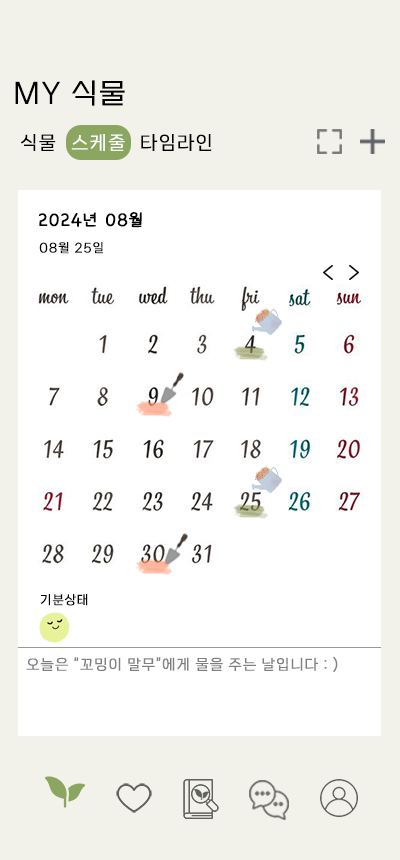 MY 식물
식물 스케줄 타임라인
2024년 08월
08월 25일
mon tue wed thu fri sat sun
1 2 3 4 5 6
7 8 9 10 11 12 13
14 15 16 17 18 19 20
21 22 23 24 25 26 27
28 29 30 31
기분상태
오늘은 "꼬밍이 말무"에게 물을 주는 날입니다 : )